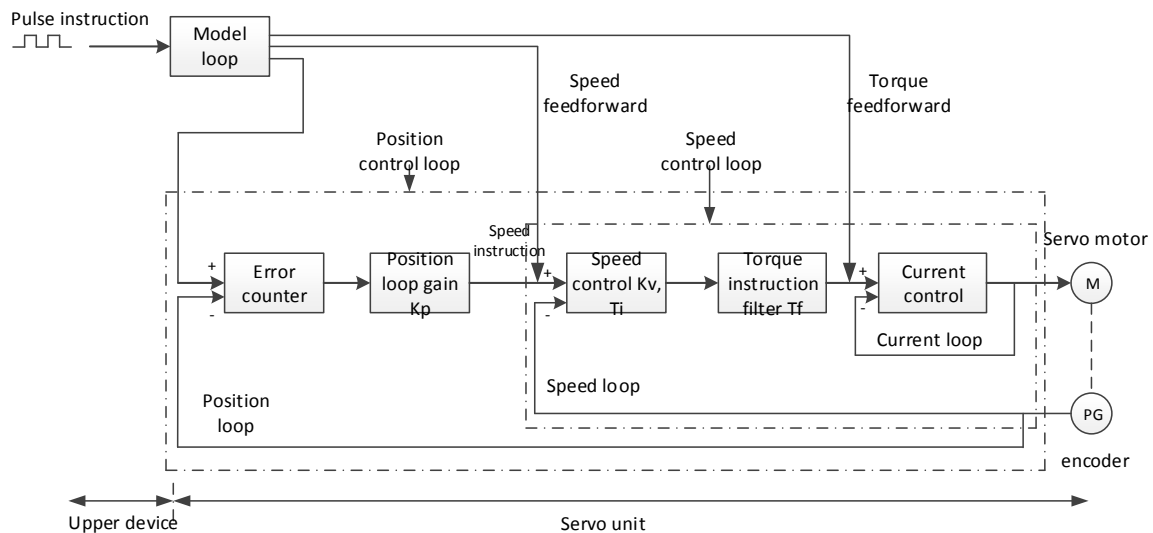 Pulse instruction
Model
loop
Speed
feedforward
Torque
feedforward
Position
control loop
Speed
control loop
Speed
instruction
Servo motor
+
-
Error
counter
Position
loop gain
Kp
+
-
Speed
control Kv,
Ti
Torque
instruction
filter Tf
+
-
Current
control
M
Current loop
Speed loop
Position
loop
PG
encoder
Upper device
Servo unit